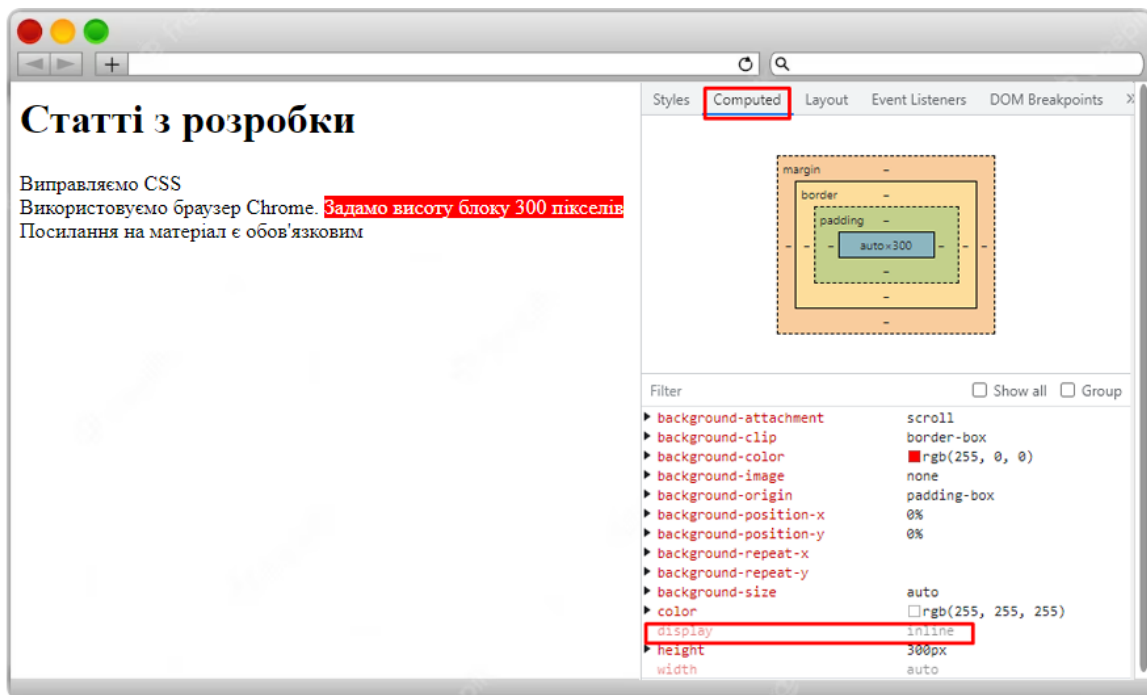 Статті з розробки
Виправляємо CSS
Використовуємо браузер Chrome. Задамо висоту блоку 300 пікселів
Посилання на матеріал є обов'язковим
Styles Computed Layout Event Listeners DOM Breakpoints
margin –
border –
padding –
– – – auto×300 – – –
–
–
–
Filter Show all Group
background-attachment scroll
background-clip border-box
background-color rgb(255, 0, 0)
background-image none
background-origin padding-box
background-position-x 0%
background-position-y 0%
background-repeat-x
background-repeat-y
background-size auto
color rgb(255, 255, 255)
display inline
height 300px
width auto